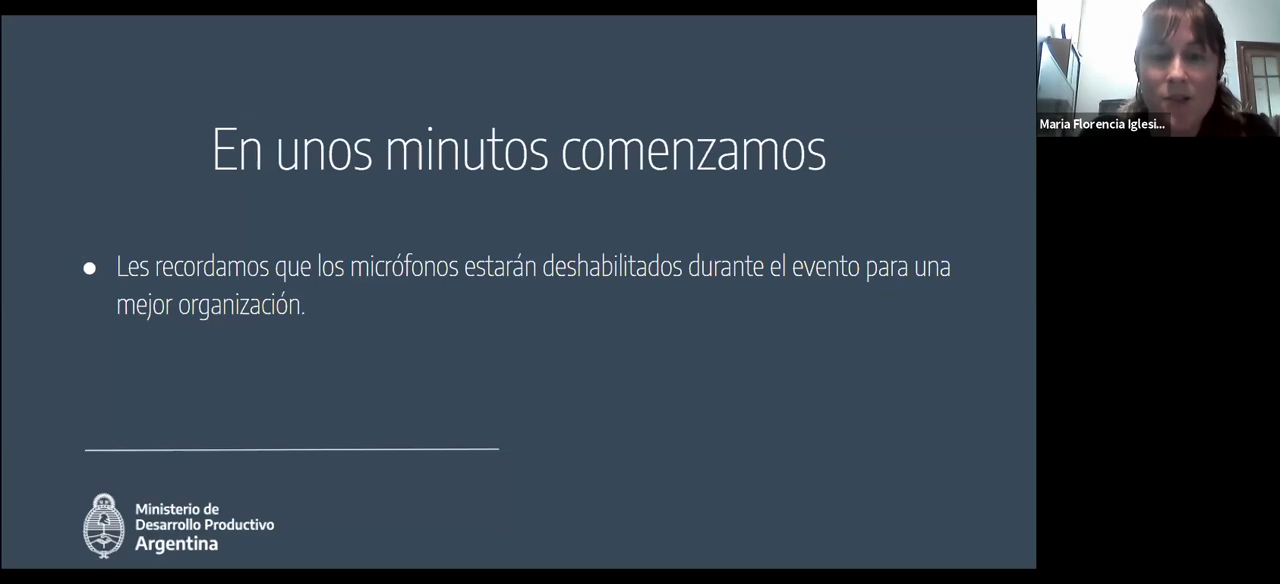 En unos minutos comenzamos
Maria Florencia Iglesi...
● Les recordamos que los micrófonos estarán deshabilitados durante el evento para una
mejor organización.
Ministerio de
Desarrollo Productivo
Argentina